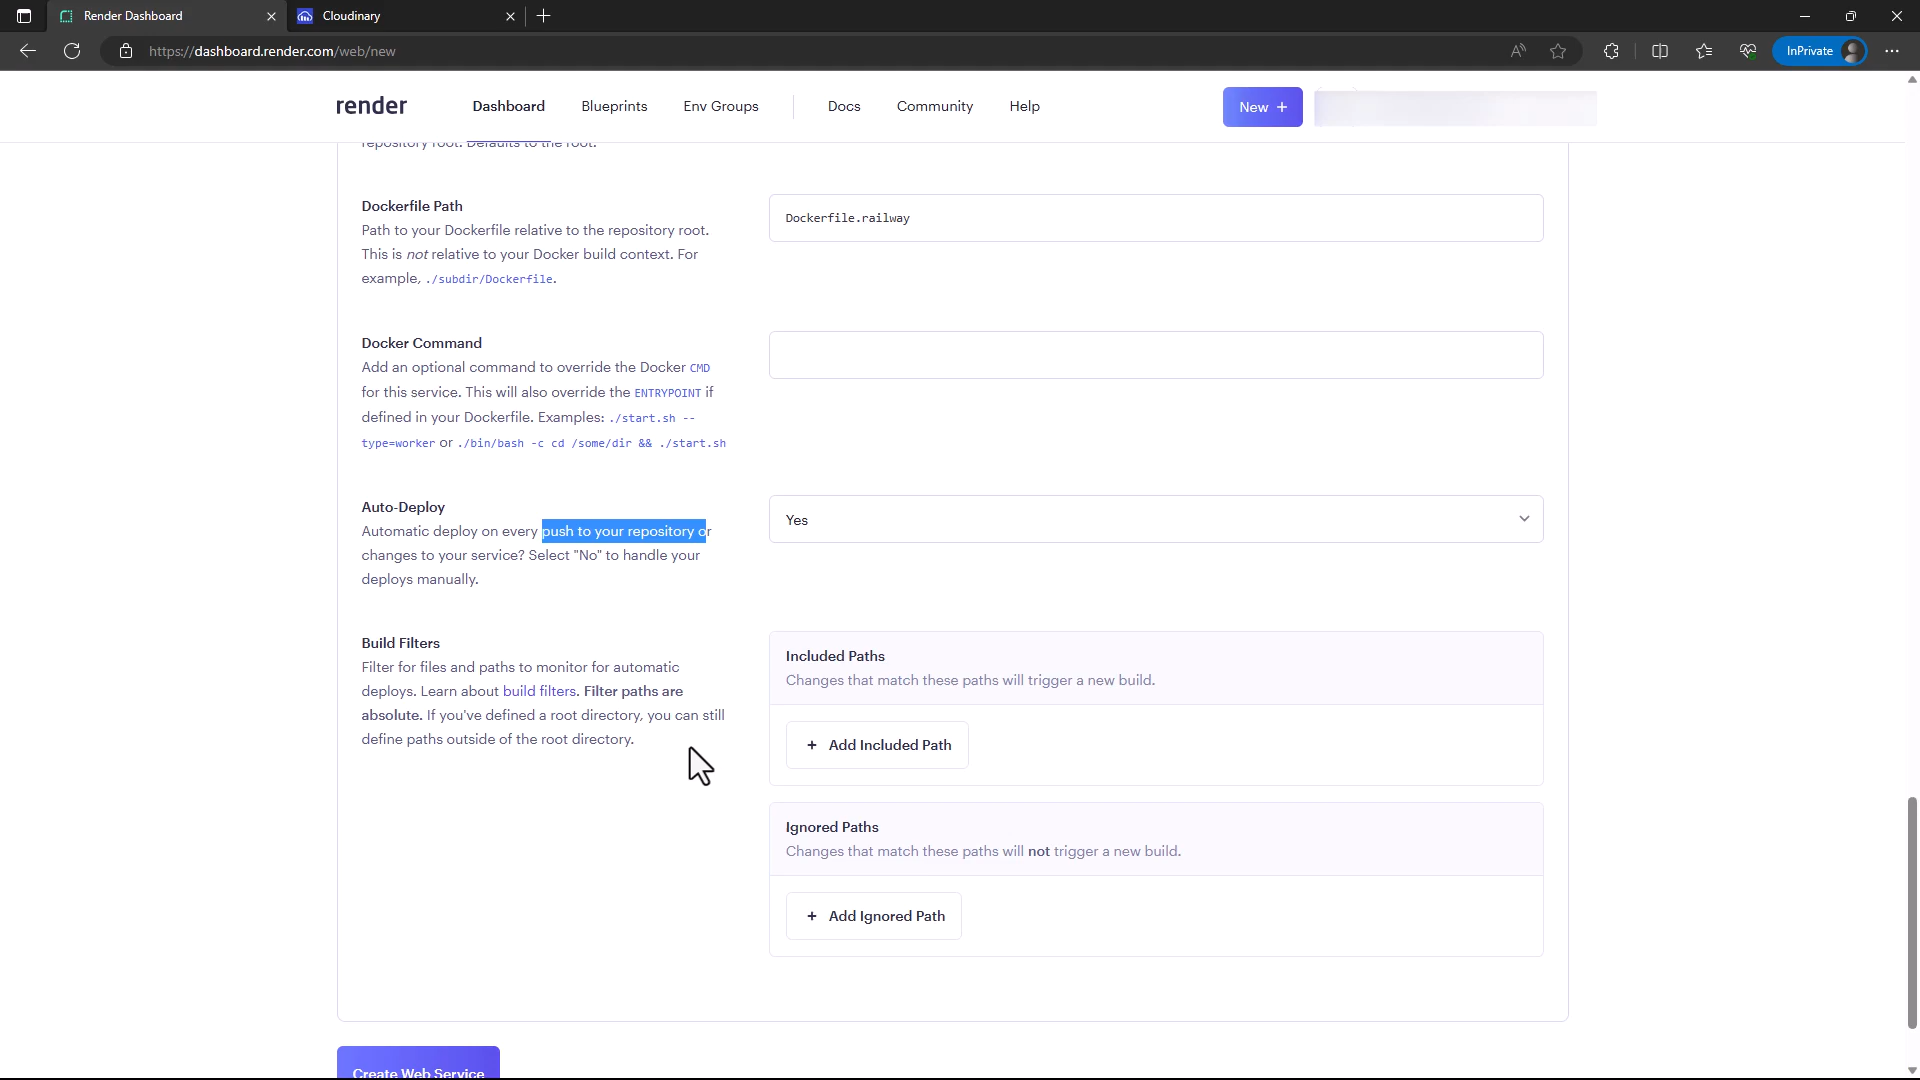 Render Dashboard
Cloudinary
https://dashboard.render.com/web/new
InPrivate
render
Dashboard
Blueprints
Env Groups
Docs
Community
Help
New +
repository root. Defaults to the root.
Dockerfile Path
Path to your Dockerfile relative to the repository root.
This is not relative to your Docker build context. For
example, ./subdir/Dockerfile.
Dockerfile.railway
Docker Command
Add an optional command to override the Docker CMD
for this service. This will also override the ENTRYPOINT if
defined in your Dockerfile. Examples: ./start.sh --
type=worker or ./bin/bash -c cd /some/dir && ./start.sh
Auto-Deploy
Automatic deploy on every push to your repository or
changes to your service? Select "No" to handle your
deploys manually.
Yes
Build Filters
Filter for files and paths to monitor for automatic
deploys. Learn about build filters. Filter paths are
absolute. If you've defined a root directory, you can still
define paths outside of the root directory.
Included Paths
Changes that match these paths will trigger a new build.
+ Add Included Path
Ignored Paths
Changes that match these paths will not trigger a new build.
+ Add Ignored Path
Create Web Service